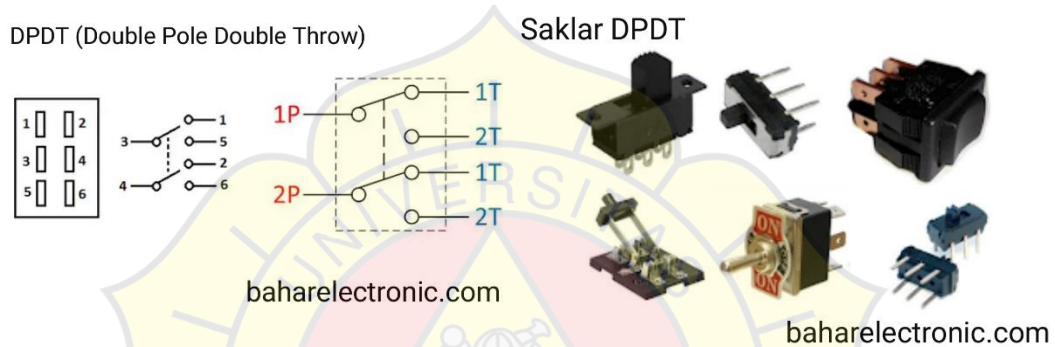 DPDT (Double Pole Double Throw)
Saklar DPDT
1 2
3 4
5 6
3 1
5
4 2
6
1P 1T
2T
2P 1T
2T
ON
ON
UNIVERSITAS
baharelectronic.com
baharelectronic.com